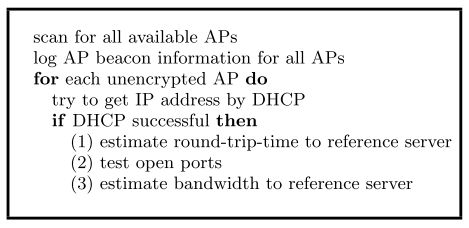 scan for all available APs
log AP beacon information for all APs
for each unencrypted AP do
try to get IP address by DHCP
if DHCP successful then
(1) estimate round-trip-time to reference server
(2) test open ports
(3) estimate bandwidth to reference server